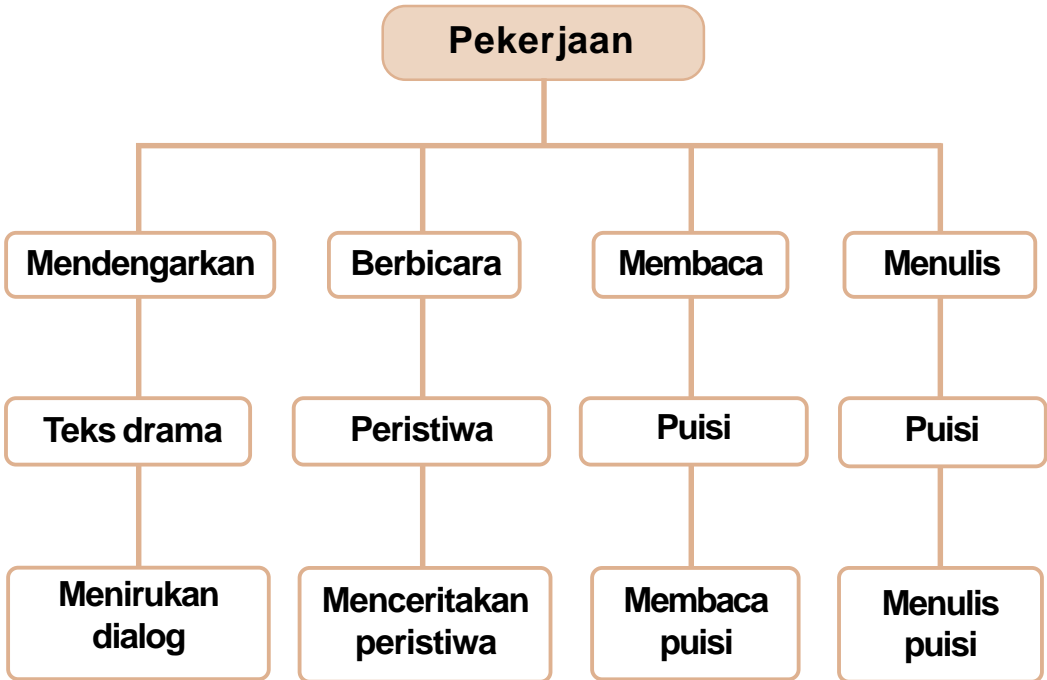 Pekerjaan
Mendengarkan
Berbicara
Membaca
Menulis
Teks drama
Peristiwa
Puisi
Puisi
Menirukan
dialog
Menceritakan
peristiwa
Membaca
puisi
Menulis
puisi